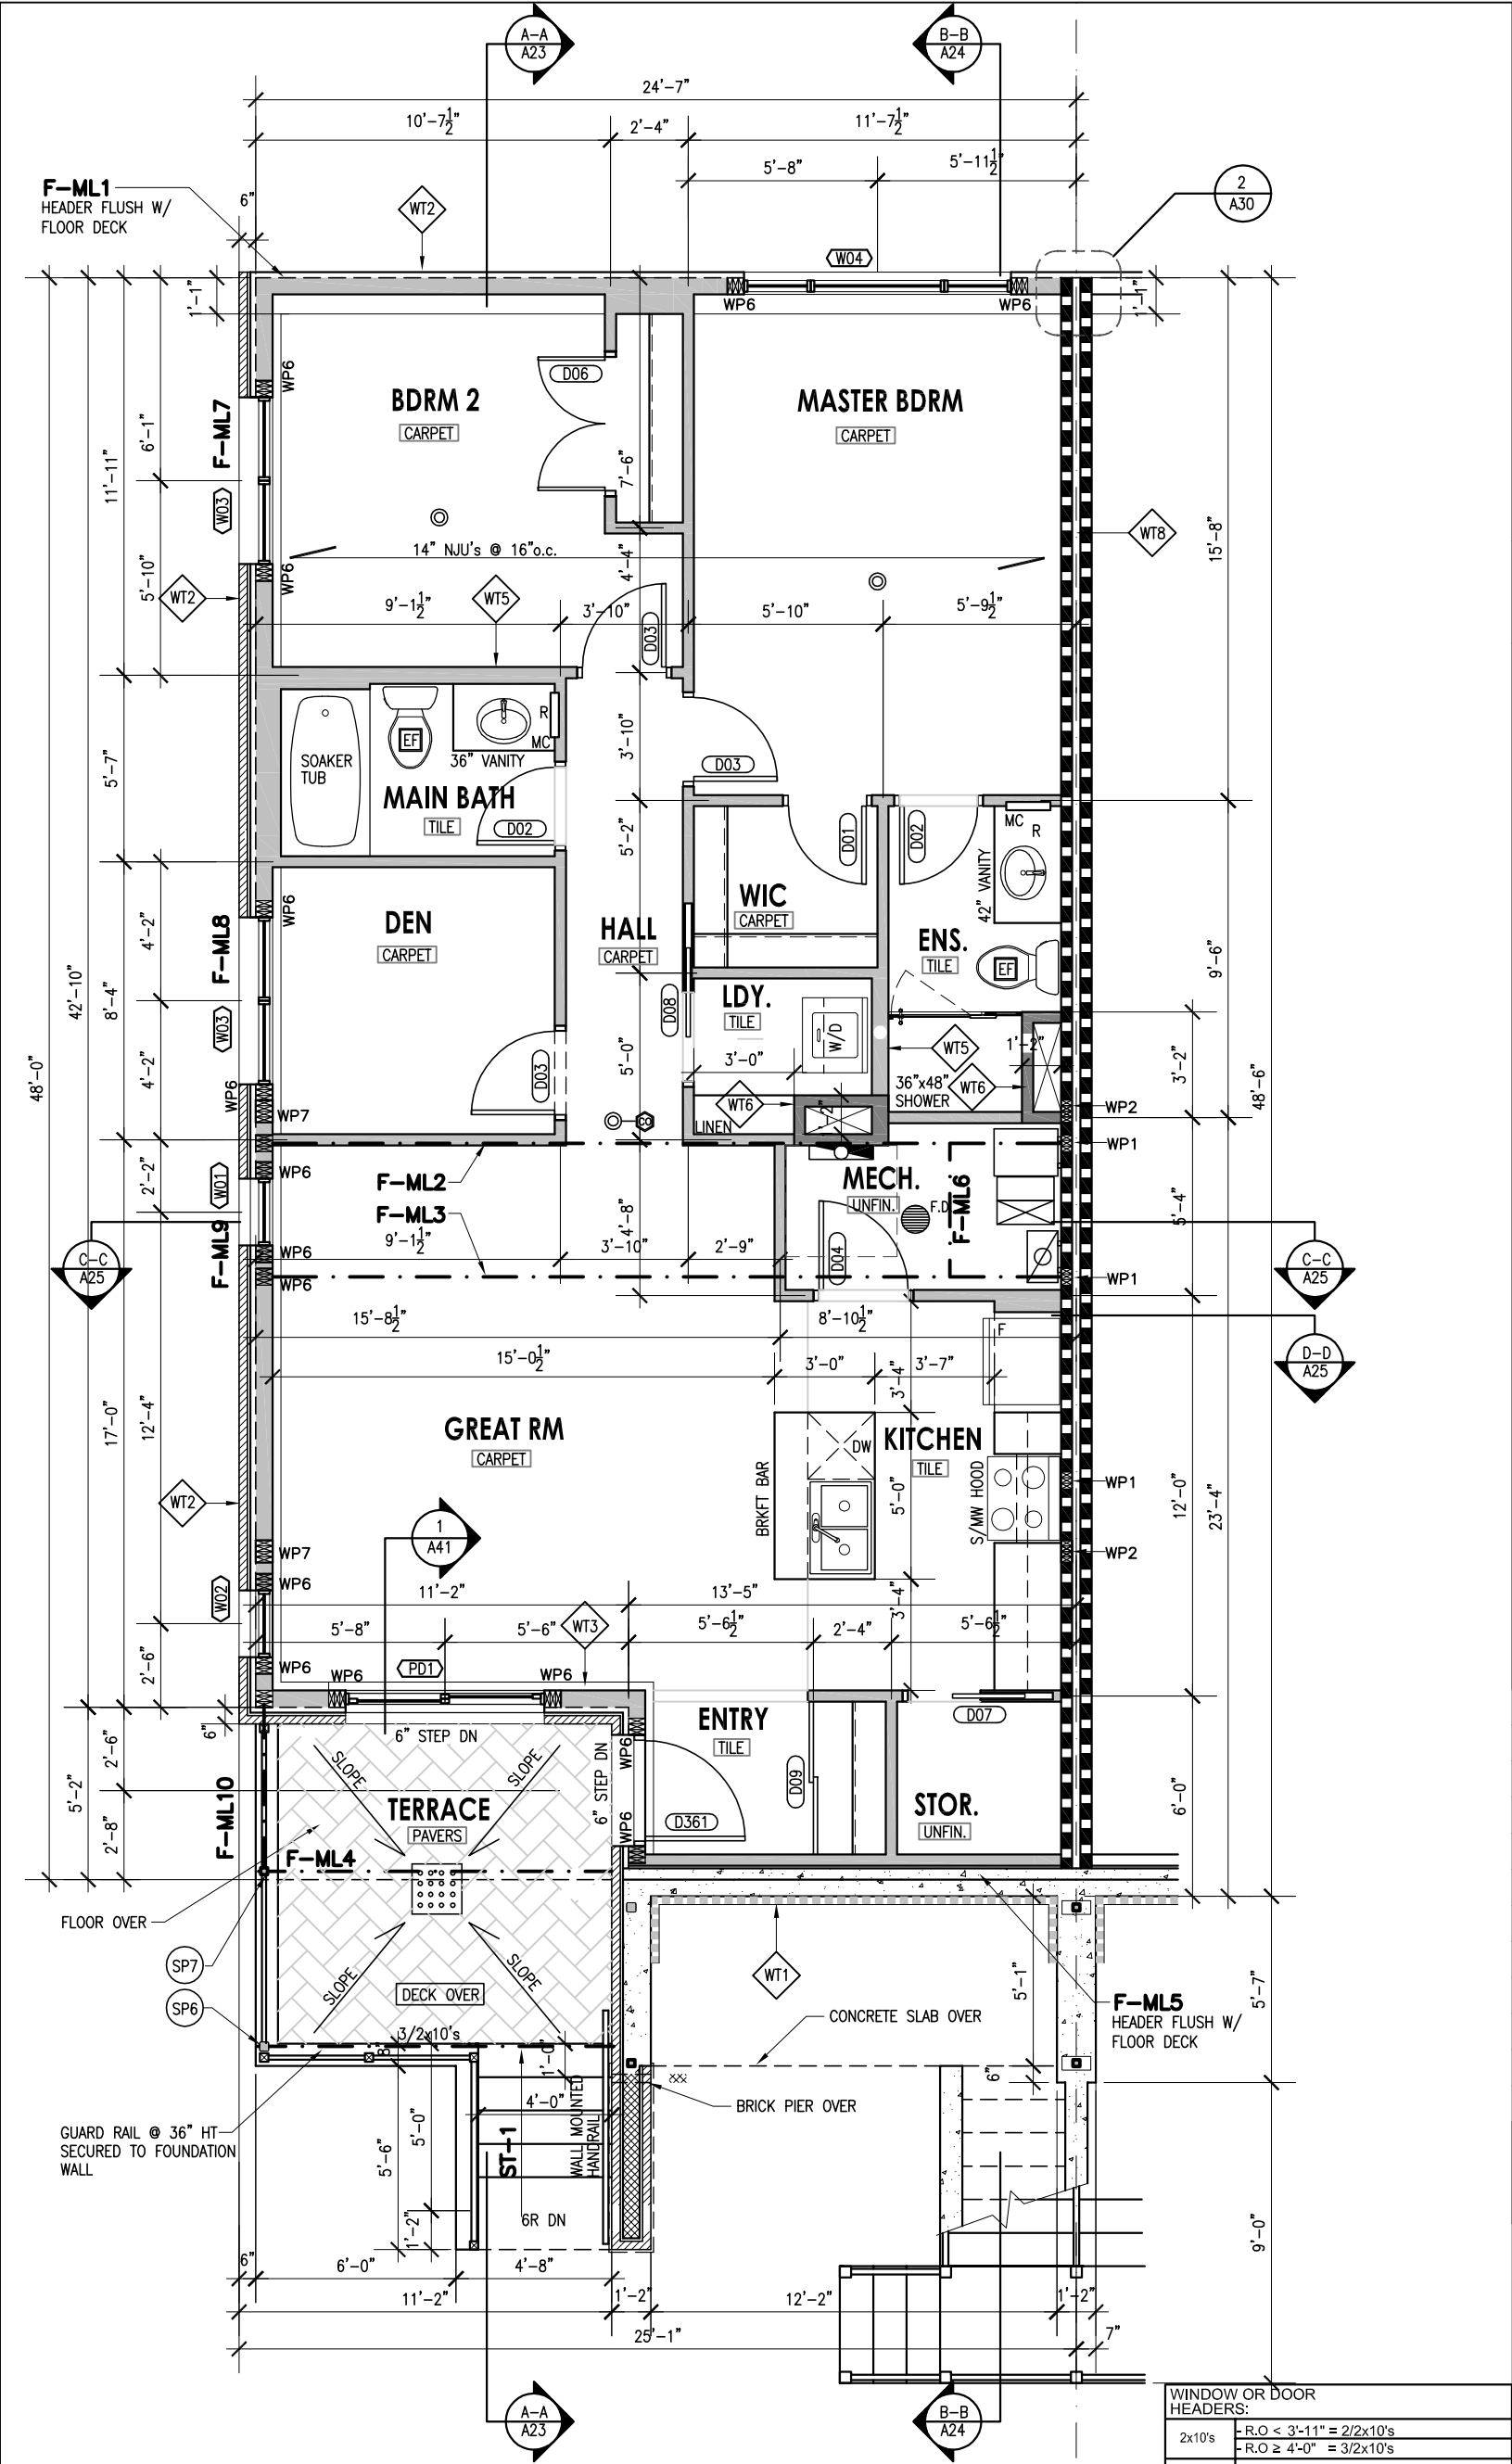 A-A
A23
B-B
A24
24'-7"
10'-7½"
2'-4"
11'-7½"
5'-8"
5'-11½"
F-ML1
HEADER FLUSH W/
FLOOR DECK
6"
WT2
2
A30
W04
1'-1"
WP6
WP6
1'-1"
WP6
D06
BDRM 2
CARPET
MASTER BDRM
CARPET
F-ML7
6'-1"
11'-11"
7'-6"
W03
WT8
15'-8"
14" NJU's @ 16"o.c.
4'-4"
5'-10"
WP6
WT2
WT5
9'-1½"
3'-10"
5'-10"
5'-9½"
D03
SOAKER
TUB
EF
R
MC
36" VANITY
3'-10"
D03
5'-7"
MAIN BATH
TILE
D02
5'-2"
D01
D02
MC
R
42" VANITY
WP6
WIC
CARPET
DEN
CARPET
HALL
CARPET
ENS.
TILE
EF
F-ML8
4'-2"
9'-6"
42'-10"
8'-4"
48'-0"
W03
D08
LDY.
TILE
W/D
4'-2"
5'-0"
3'-0"
WT5
1'-2"
3'-2"
48'-6"
D03
WP6
WP7
WT6
36"x48"
SHOWER
WT6
WP2
LINEN
1'-2"
WP1
2'-2"
W01
WP6
F-ML2
F-ML3
MECH.
UNFIN.
F.D
F-ML6
5'-4"
F-ML9
9'-1½"
4'-8"
3'-10"
2'-9"
D04
WP6
WP6
C-C
A25
C-C
A25
WP1
15'-8½"
8'-10½"
F
15'-0½"
3'-0"
3'-4"
3'-7"
D-D
A25
17'-0"
12'-4"
GREAT RM
CARPET
DW
KITCHEN
TILE
BRKFT BAR
5'-0"
S/MW HOOD
WP1
12'-0"
23'-4"
WT2
1
A41
WP7
WP6
WP2
W02
11'-2"
13'-5"
3'-4"
5'-8"
5'-6"
WT3
5'-6½"
2'-4"
5'-6½"
2'-6"
WP6
WP6
PD1
WP6
6"
6" STEP DN
ENTRY
TILE
D07
2'-6"
SLOPE
SLOPE
6" STEP DN
WP6
5'-2"
F-ML10
TERRACE
PAVERS
D09
STOR.
UNFIN.
6'-0"
2'-8"
WP6
D361
F-ML4
FLOOR OVER
SP7
SP6
SLOPE
SLOPE
DECK OVER
WT1
5'-1"
CONCRETE SLAB OVER
F-ML5
HEADER FLUSH W/
FLOOR DECK
5'-7"
3/2x10's
8"
1'-0"
6"
4'-0"
BRICK PIER OVER
GUARD RAIL @ 36" HT
SECURED TO FOUNDATION
WALL
5'-0"
5'-6"
ST-1
WALL MOUNTED
HANDRAIL
1'-2"
6R DN
9'-0"
6"
6'-0"
4'-8"
11'-2"
1'-2"
12'-2"
1'-2"
25'-1"
7"
A-A
A23
B-B
A24
WINDOW OR DOOR
HEADERS:
2x10's
- R.O < 3'-11" = 2/2x10's
- R.O ≥ 4'-0" = 3/2x10's